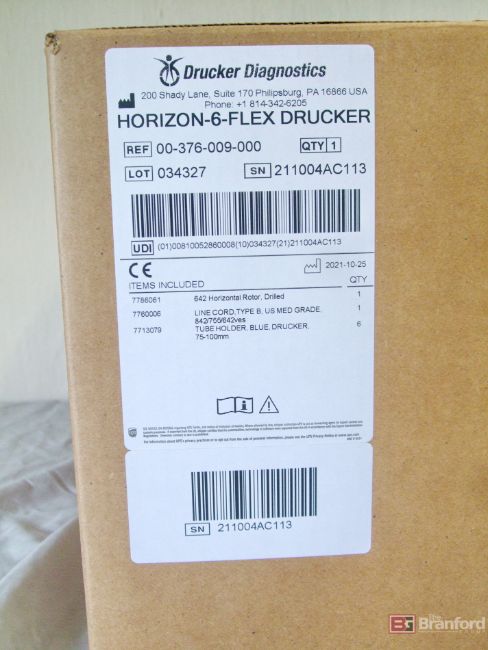 Drucker Diagnostics
200 Shady Lane, Suite 170 Philipsburg, PA 16866 USA
Phone: +1 814-342-6205
HORIZON-6-FLEX DRUCKER
REF 00-376-009-000 QTY 1
LOT 034327 SN 211004AC113
UDI (01)00810052860008(10)034327(21)211004AC113
CE 2021-10-25
ITEMS INCLUDED QTY
7786061 642 Horizontal Rotor, Drilled 1
7760006 LINE CORD,TYPE B, US MED GRADE, 1
842/755/642ves
7713079 TUBE HOLDER, BLUE, DRUCKER, 6
75-100mm
SN 211004AC113
BG The Branford